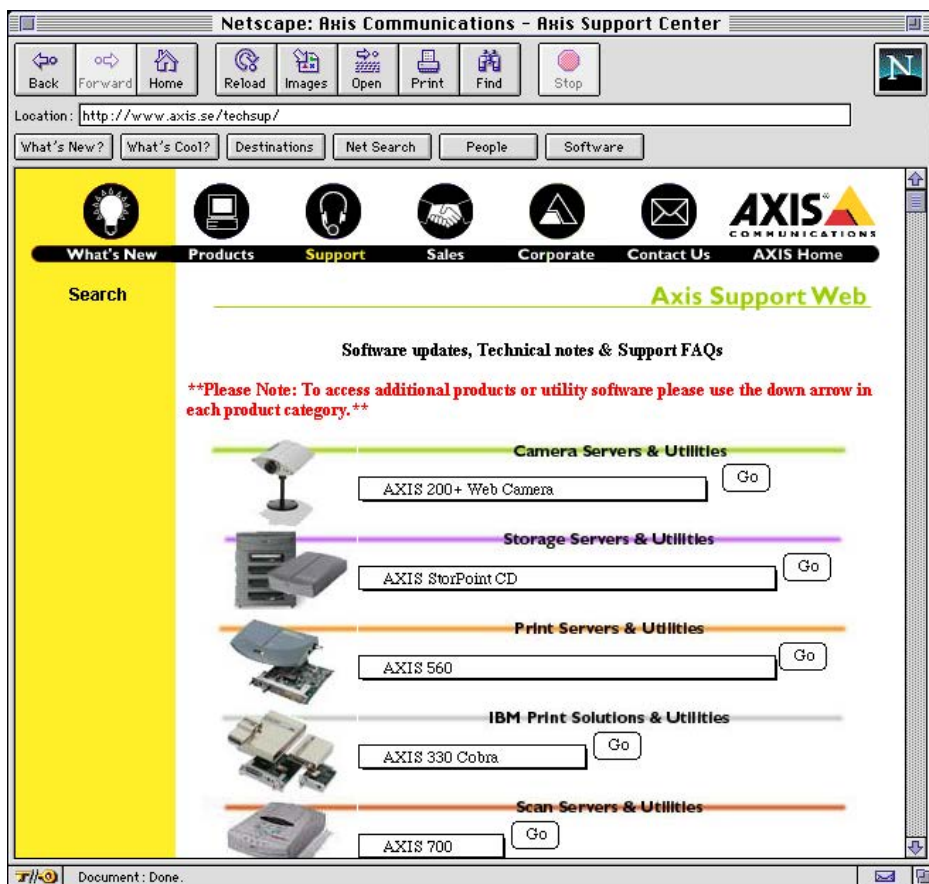 Netscape: Axis Communications - Axis Support Center
Back Forward Home Reload Images Open Print Find Stop
N
Location: http://www.axis.se/techsup/
What's New? What's Cool? Destinations Net Search People Software
AXIS
COMMUNICATIONS
What's New Products Support Sales Corporate Contact Us AXIS Home
Search
Axis Support Web
Software updates, Technical notes & Support FAQs
**Please Note: To access additional products or utility software please use the down arrow in
each product category.**
Camera Servers & Utilities
AXIS 200+ Web Camera Go
Storage Servers & Utilities
AXIS StorPoint CD Go
Print Servers & Utilities
AXIS 560 Go
IBM Print Solutions & Utilities
AXIS 330 Cobra Go
Scan Servers & Utilities
AXIS 700 Go
Document: Done.